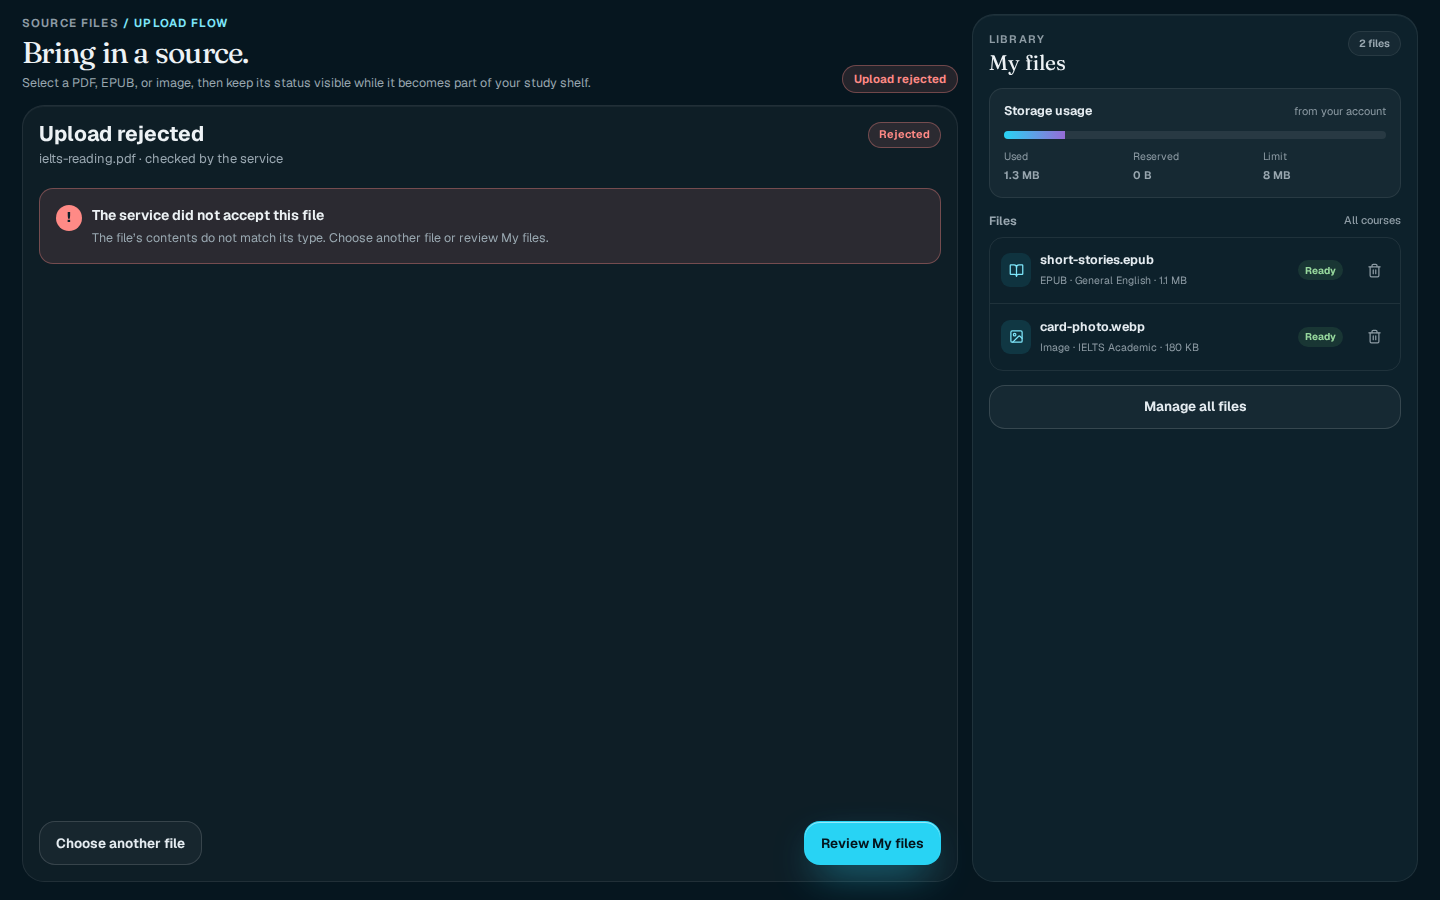 SOURCE FILES / UPLOAD FLOW
Bring in a source.
Select a PDF, EPUB, or image, then keep its status visible while it becomes part of your study shelf.
Upload rejected
Upload rejected
Rejected
ielts-reading.pdf · checked by the service
!
The service did not accept this file
The file's contents do not match its type. Choose another file or review My files.
Choose another file
Review My files
LIBRARY
My files
2 files
Storage usage
from your account
Used
Reserved
Limit
1.3 MB
0 B
8 MB
Files
All courses
short-stories.epub
EPUB · General English · 1.1 MB
Ready
card-photo.webp
Image · IELTS Academic · 180 KB
Ready
Manage all files